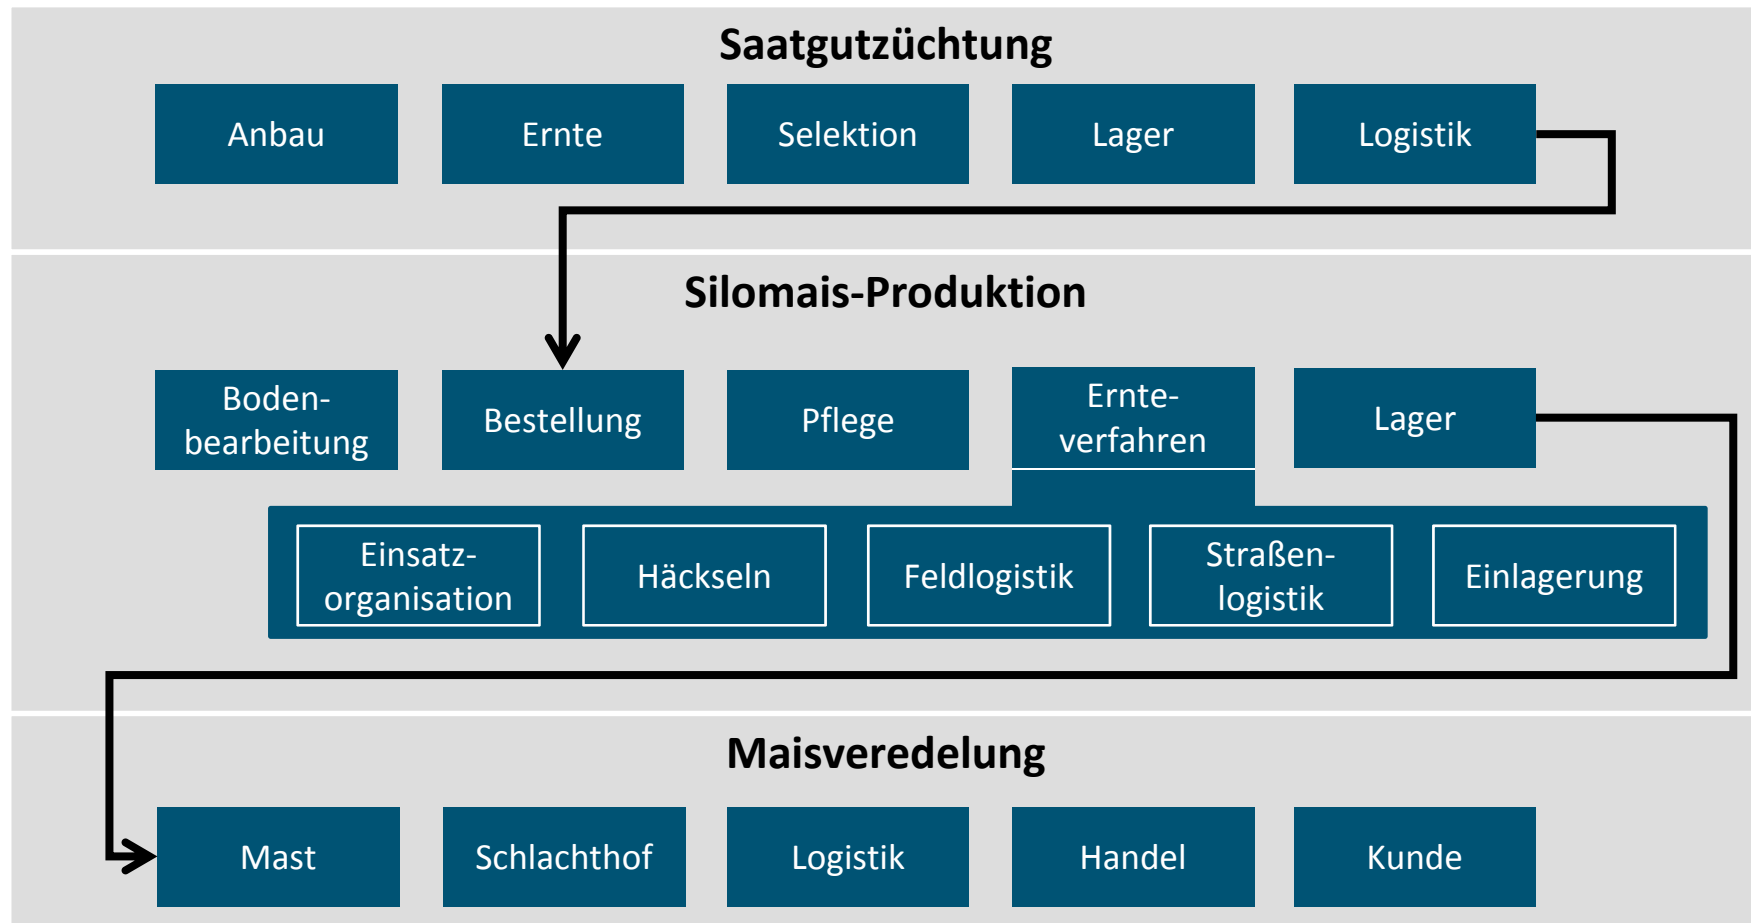 Saatgutzüchtung
Anbau
Ernte
Selektion
Lager
Logistik
Silomais-Produktion
Boden-
bearbeitung
Bestellung
Pflege
Ernte-
verfahren
Lager
Einsatz-
organisation
Häckseln
Feldlogistik
Straßen-
logistik
Einlagerung
Maisveredelung
Mast
Schlachthof
Logistik
Handel
Kunde